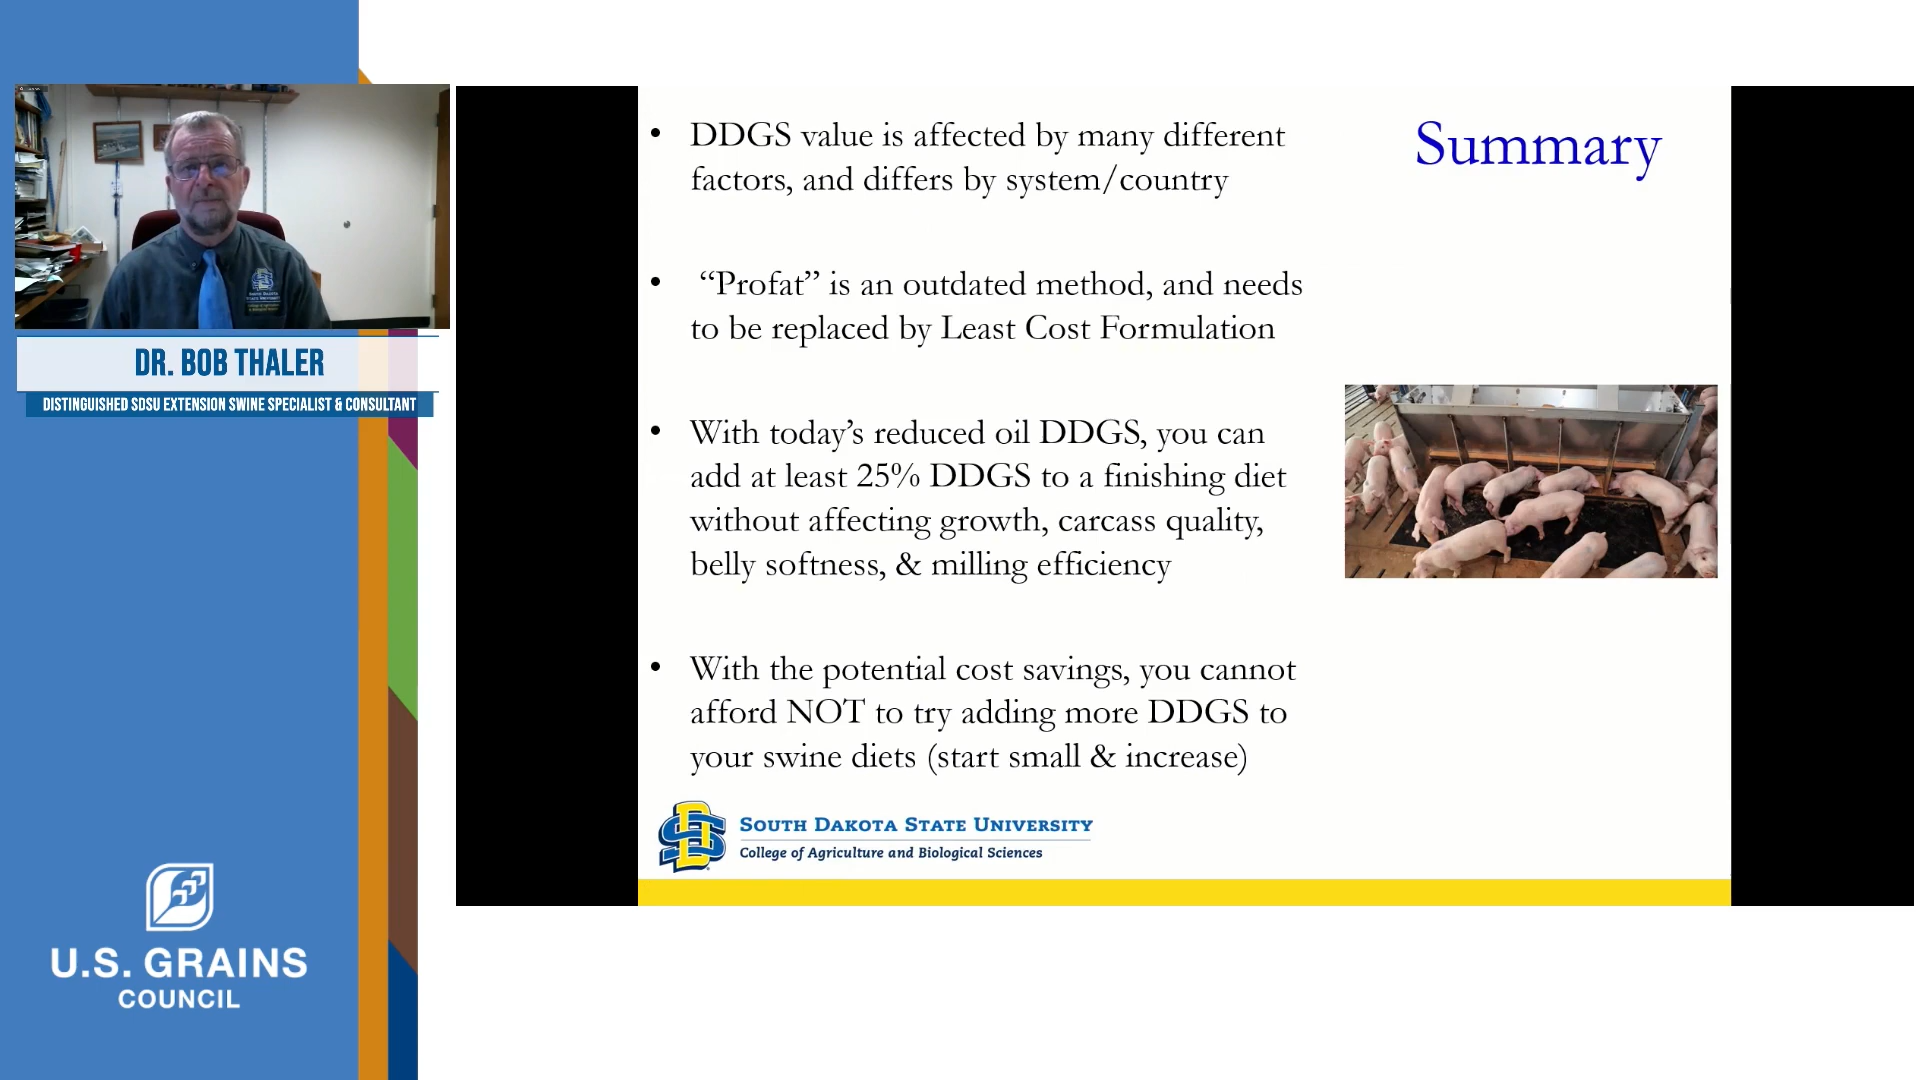 DR. BOB THALER
DISTINGUISHED SDSU EXTENSION SWINE SPECIALIST & CONSULTANT
U.S. GRAINS
COUNCIL
Summary
• DDGS value is affected by many different
factors, and differs by system/country
• “Profat” is an outdated method, and needs
to be replaced by Least Cost Formulation
• With today’s reduced oil DDGS, you can
add at least 25% DDGS to a finishing diet
without affecting growth, carcass quality,
belly softness, & milling efficiency
• With the potential cost savings, you cannot
afford NOT to try adding more DDGS to
your swine diets (start small & increase)
SOUTH DAKOTA STATE UNIVERSITY
College of Agriculture and Biological Sciences